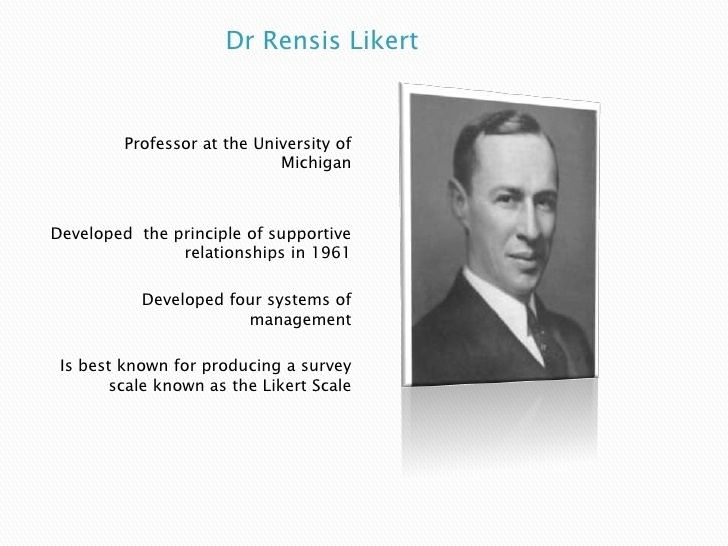 Dr Rensis Likert
Professor at the University of
Michigan
Developed  the principle of supportive
relationships in 1961
Developed four systems of
management
Is best known for producing a survey
scale known as the Likert Scale